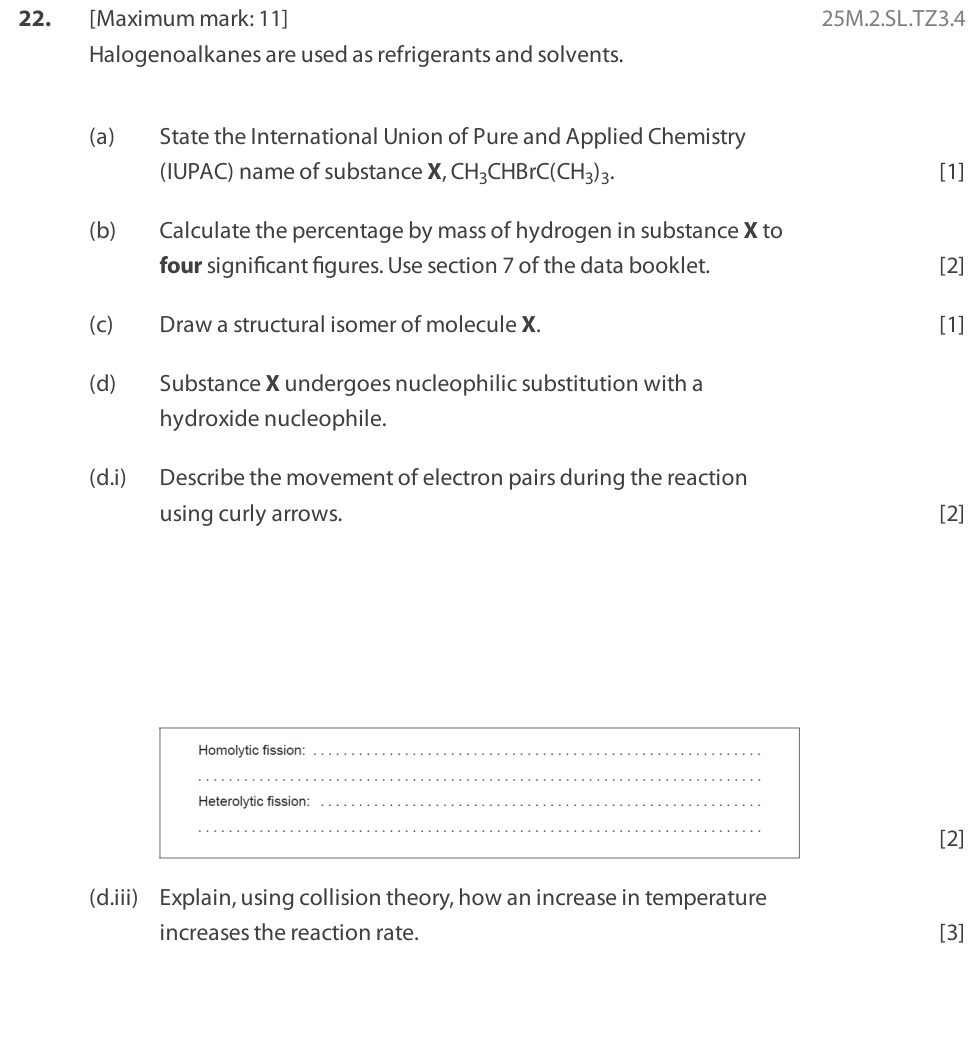 22. [Maximum mark: 11] 25M.2.SL.TZ3.4
Halogenoalkanes are used as refrigerants and solvents.
(a) State the International Union of Pure and Applied Chemistry
(IUPAC) name of substance X, CH₃CHBrC(CH₃)₃. [1]
(b) Calculate the percentage by mass of hydrogen in substance X to
four significant figures. Use section 7 of the data booklet. [2]
(c) Draw a structural isomer of molecule X. [1]
(d) Substance X undergoes nucleophilic substitution with a
hydroxide nucleophile.
(d.i) Describe the movement of electron pairs during the reaction
using curly arrows. [2]
Homolytic fission: ............................................................
...........................................................................
Heterolytic fission: ...........................................................
...........................................................................
[2]
(d.iii) Explain, using collision theory, how an increase in temperature
increases the reaction rate. [3]